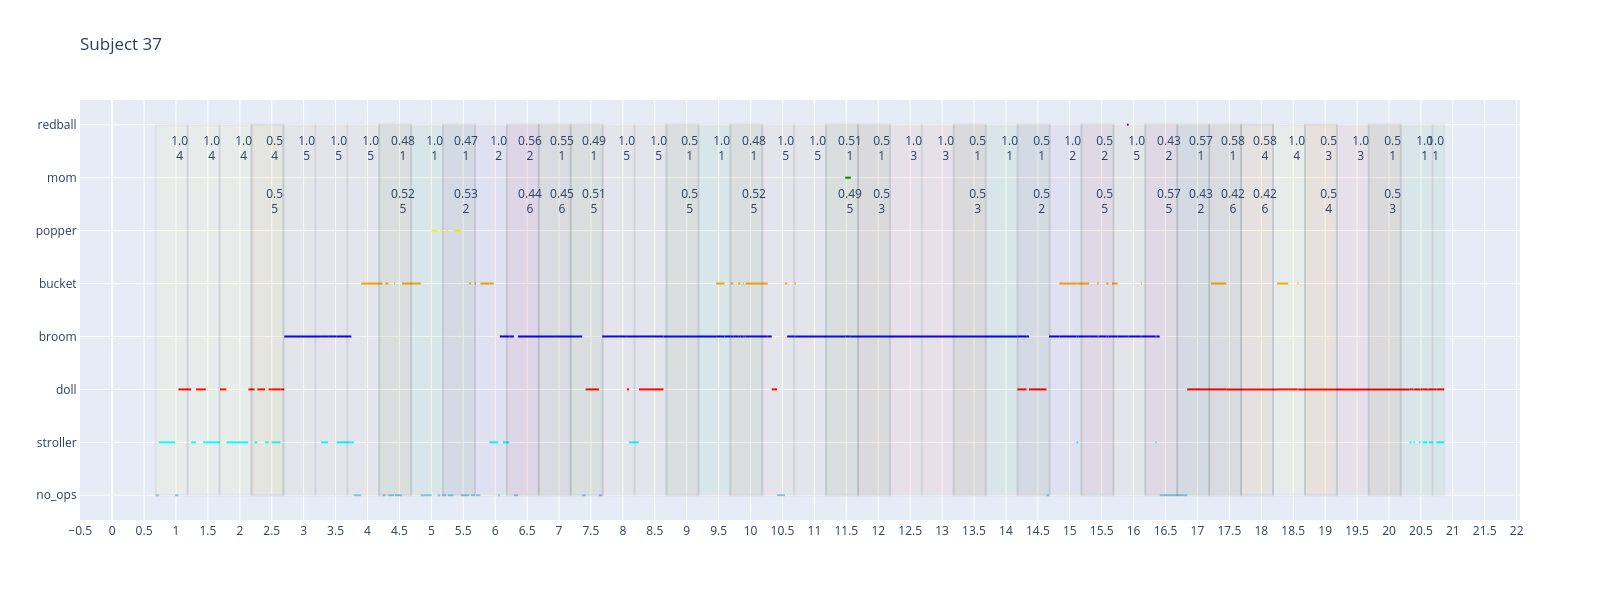 Subject 37
redball
1.0 1.0 1.0 0.5 1.0 1.0 1.0 0.48 1.0 0.47 1.0 0.56 0.55 0.49 1.0 1.0 0.5 1.0 0.48 1.0 1.0 0.51 0.5 1.0 1.0 0.5 1.0 0.5 1.0 0.5 1.0 0.43 0.57 0.58 0.58 1.0 0.5 1.0 0.5 1.0 1.0
4 4 4 4 5 5 5 1 1 1 2 2 1 1 5 5 1 1 1 5 5 1 1 3 3 1 1 1 2 2 5 2 1 1 4 4 3 3 1 1 1
mom
0.5 0.52 0.53 0.44 0.45 0.51 0.5 0.52 0.49 0.5 0.5 0.5 0.5 0.57 0.43 0.42 0.42 0.5 0.5
5 5 2 6 6 5 5 5 5 3 3 2 5 5 2 6 6 4 3
popper
bucket
broom
doll
stroller
no_ops
−0.5 0 0.5 1 1.5 2 2.5 3 3.5 4 4.5 5 5.5 6 6.5 7 7.5 8 8.5 9 9.5 10 10.5 11 11.5 12 12.5 13 13.5 14 14.5 15 15.5 16 16.5 17 17.5 18 18.5 19 19.5 20 20.5 21 21.5 22